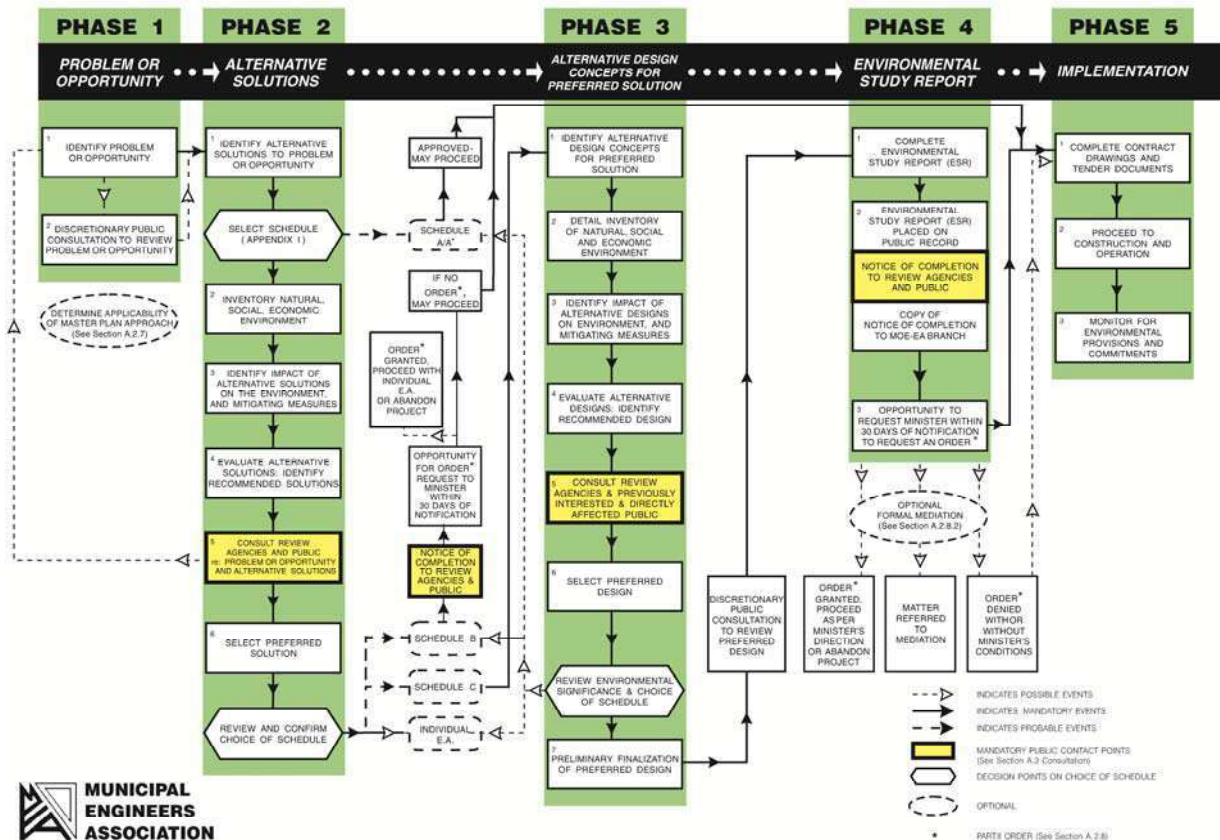 PHASE 1
PHASE 2
PHASE 3
PHASE 4
PHASE 5
PROBLEM OR
OPPORTUNITY
ALTERNATIVE
SOLUTIONS
ALTERNATIVE DESIGN
CONCEPTS FOR
PREFERRED SOLUTION
ENVIRONMENTAL
STUDY REPORT
IMPLEMENTATION
1
IDENTIFY PROBLEM
OR OPPORTUNITY
2
DISCRETIONARY PUBLIC
CONSULTATION TO REVIEW
PROBLEM OR OPPORTUNITY
DETERMINE APPLICABILITY
OF MASTER PLAN APPROACH
(See Section A.2.7)
1
IDENTIFY ALTERNATIVE
SOLUTIONS TO PROBLEM
OR OPPORTUNITY
SELECT SCHEDULE
(APPENDIX I)
2
INVENTORY NATURAL,
SOCIAL, ECONOMIC
ENVIRONMENT
3
IDENTIFY IMPACT OF
ALTERNATIVE SOLUTIONS
ON THE ENVIRONMENT,
AND MITIGATING MEASURES
4
EVALUATE ALTERNATIVE
SOLUTIONS: IDENTIFY
RECOMMENDED SOLUTIONS
5
CONSULT REVIEW
AGENCIES AND PUBLIC
re: PROBLEM OR OPPORTUNITY
AND ALTERNATIVE SOLUTIONS
6
SELECT PREFERRED
SOLUTION
REVIEW AND CONFIRM
CHOICE OF SCHEDULE
APPROVED-
MAY PROCEED
SCHEDULE
A/A+
IF NO
ORDER*,
MAY PROCEED
ORDER*
GRANTED,
PROCEED WITH
INDIVIDUAL
E.A.
OR ABANDON
PROJECT
OPPORTUNITY
FOR ORDER*
REQUEST TO
MINISTER
WITHIN
30 DAYS OF
NOTIFICATION
NOTICE OF
COMPLETION
TO REVIEW
AGENCIES &
PUBLIC
SCHEDULE B
SCHEDULE C
INDIVIDUAL
E.A.
1
IDENTIFY ALTERNATIVE
DESIGN CONCEPTS
FOR PREFERRED
SOLUTION
2
DETAIL INVENTORY
OF NATURAL, SOCIAL
AND ECONOMIC
ENVIRONMENT
3
IDENTIFY IMPACT OF
ALTERNATIVE DESIGNS
ON ENVIRONMENT, AND
MITIGATING MEASURES
4
EVALUATE ALTERNATIVE
DESIGNS: IDENTIFY
RECOMMENDED DESIGN
5
CONSULT REVIEW
AGENCIES & PREVIOUSLY
INTERESTED & DIRECTLY
AFFECTED PUBLIC
6
SELECT PREFERRED
DESIGN
REVIEW ENVIRONMENTAL
SIGNIFICANCE & CHOICE
OF SCHEDULE
7
PRELIMINARY FINALIZATION
OF PREFERRED DESIGN
DISCRETIONARY
PUBLIC
CONSULTATION
TO REVIEW
PREFERRED
DESIGN
1
COMPLETE
ENVIRONMENTAL
STUDY REPORT (ESR)
2
ENVIRONMENTAL
STUDY REPORT (ESR)
PLACED ON
PUBLIC RECORD
NOTICE OF COMPLETION
TO REVIEW AGENCIES
AND PUBLIC
COPY OF
NOTICE OF COMPLETION
TO MOE-EA BRANCH
3
OPPORTUNITY TO
REQUEST MINISTER WITHIN
30 DAYS OF NOTIFICATION
TO REQUEST AN ORDER*
OPTIONAL
FORMAL MEDIATION
(See Section A.2.8.2)
ORDER*
GRANTED,
PROCEED
AS PER
MINISTER'S
DIRECTION
OR ABANDON
PROJECT
MATTER
REFERRED
TO
MEDIATION
ORDER*
DENIED
WITH OR
WITHOUT
MINISTER'S
CONDITIONS
1
COMPLETE CONTRACT
DRAWINGS AND
TENDER DOCUMENTS
2
PROCEED TO
CONSTRUCTION AND
OPERATION
3
MONITOR FOR
ENVIRONMENTAL
PROVISIONS AND
COMMITMENTS
INDICATES POSSIBLE EVENTS
INDICATES MANDATORY EVENTS
INDICATES PROBABLE EVENTS
MANDATORY PUBLIC CONTACT POINTS
(See Section A.3 Consultation)
DECISION POINTS ON CHOICE OF SCHEDULE
OPTIONAL
* PART II ORDER (See Section A.2.8)
MUNICIPAL
ENGINEERS
ASSOCIATION